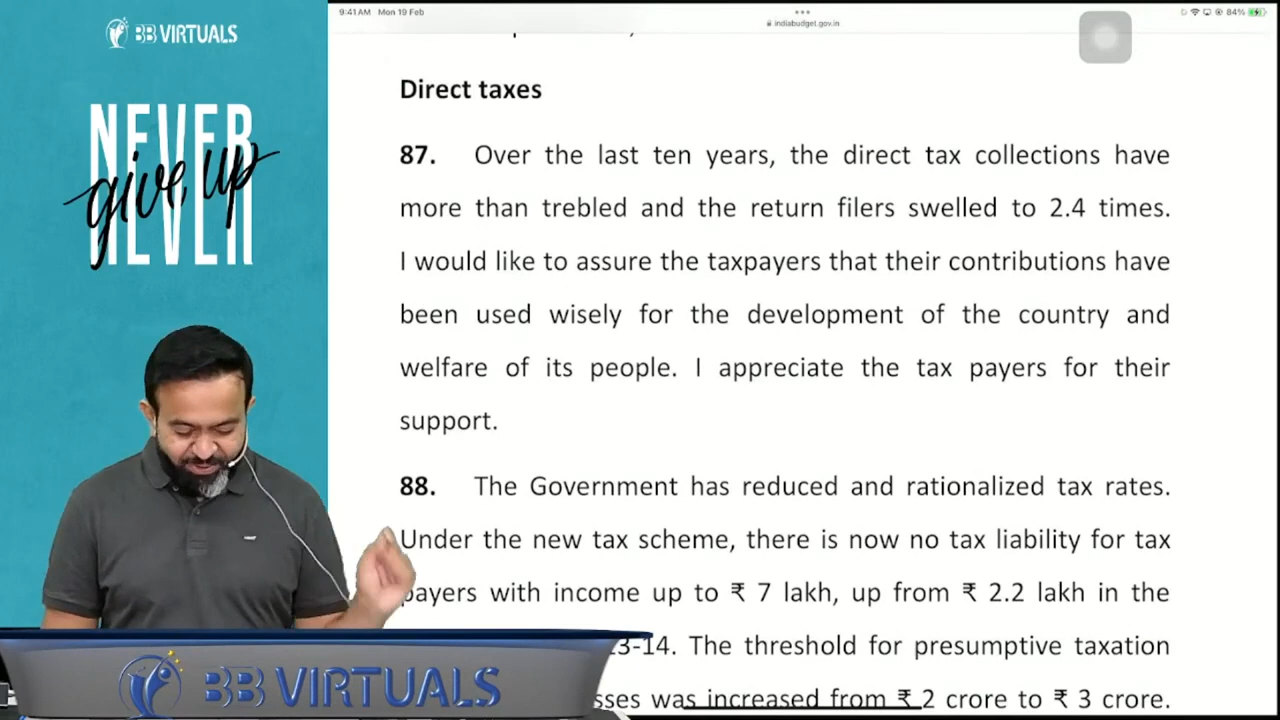 BB VIRTUALS
NEVER
give up
NEVER
9:41 AM Mon 19 Feb
indiabudget.gov.in
84%
Direct taxes
87. Over the last ten years, the direct tax collections have
more than trebled and the return filers swelled to 2.4 times.
I would like to assure the taxpayers that their contributions have
been used wisely for the development of the country and
welfare of its people. I appreciate the tax payers for their
support.
88. The Government has reduced and rationalized tax rates.
Under the new tax scheme, there is now no tax liability for tax
payers with income up to ₹ 7 lakh, up from ₹ 2.2 lakh in the
3-14. The threshold for presumptive taxation
sses was increased from ₹ 2 crore to ₹ 3 crore.
BB VIRTUALS